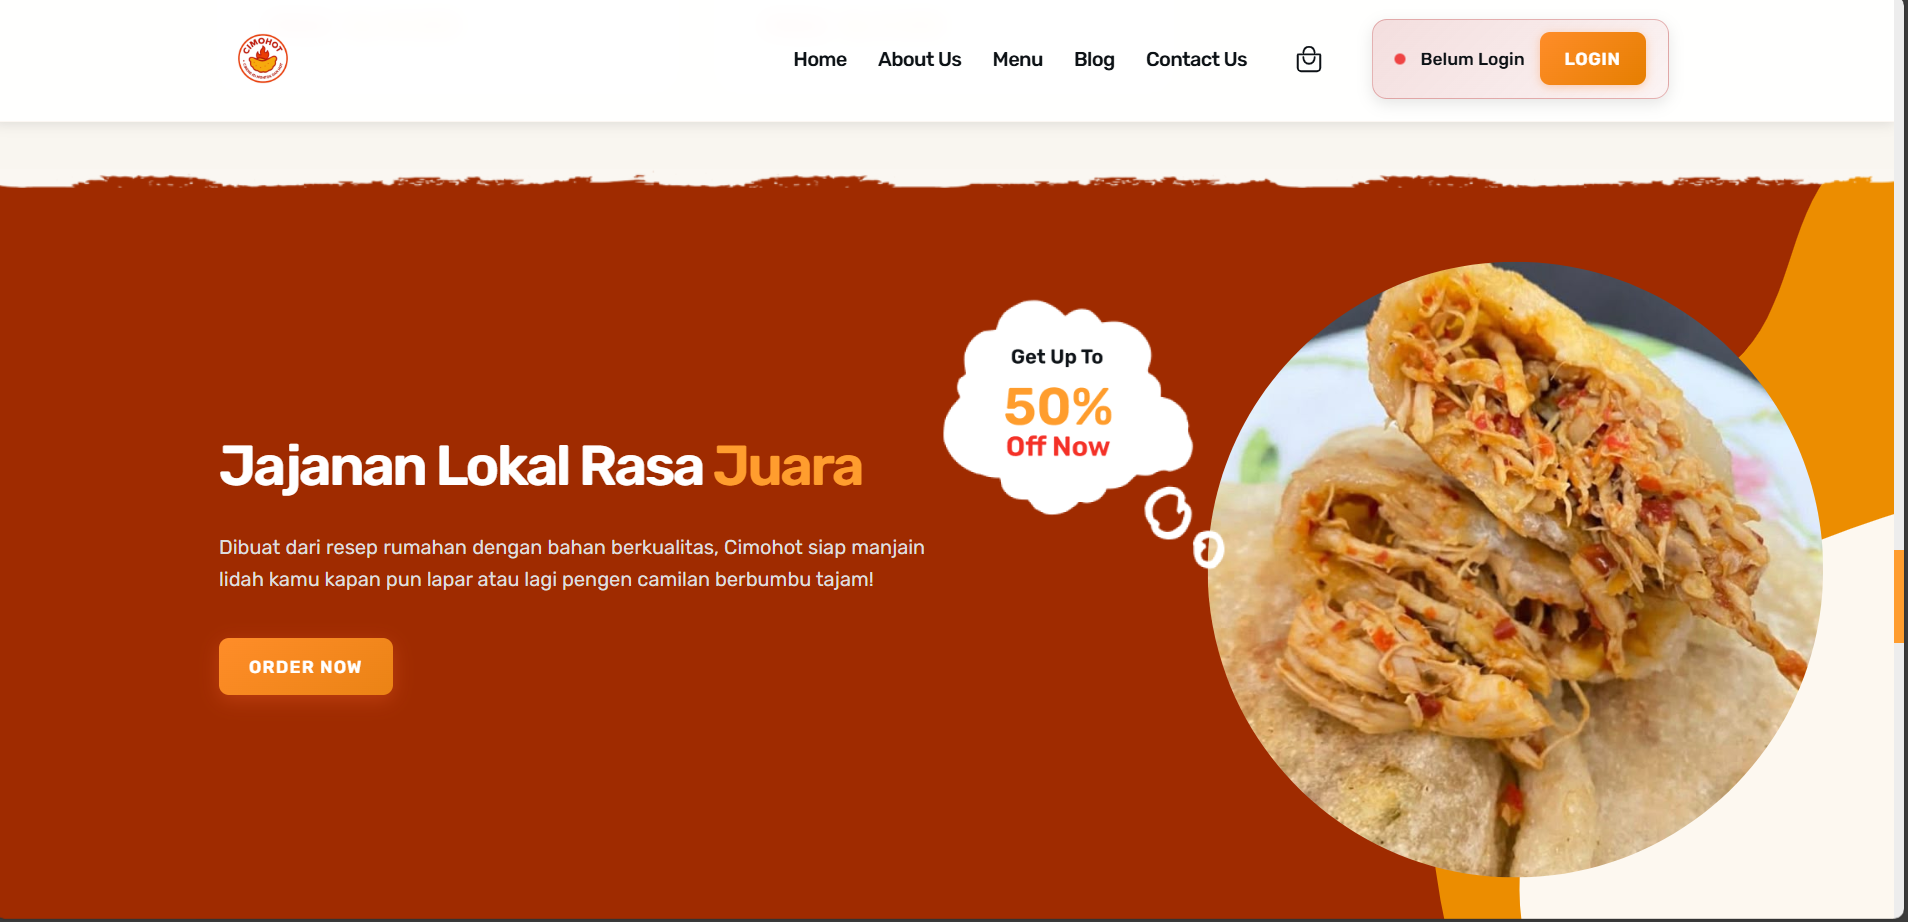 CIMOHOT
Home About Us Menu Blog Contact Us
Belum Login LOGIN
Get Up To
50%
Off Now
Jajanan Lokal Rasa Juara
Dibuat dari resep rumahan dengan bahan berkualitas, Cimohot siap manjain
lidah kamu kapan pun lapar atau lagi pengen camilan berbumbu tajam!
ORDER NOW